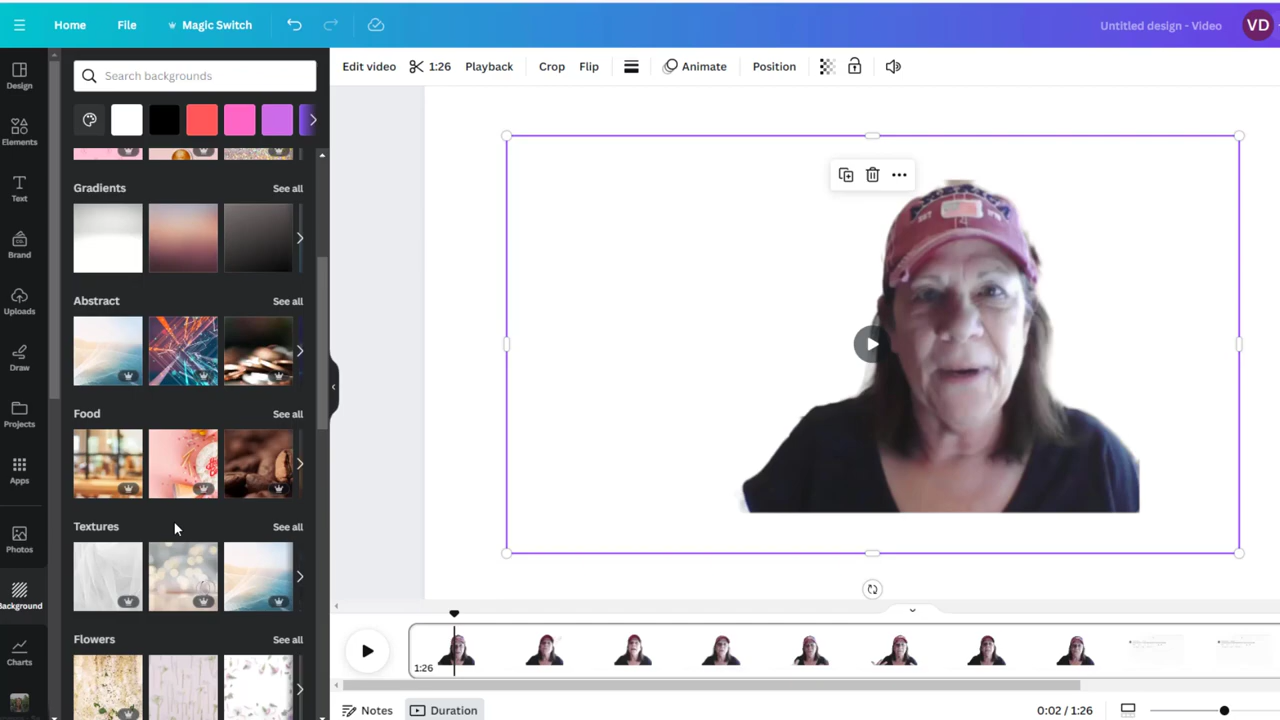 Home File Magic Switch Untitled design - Video VD
Design
Elements
Text
Brand
Uploads
Draw
Projects
Apps
Photos
Background
Charts
Search backgrounds
Gradients See all
Abstract See all
Food See all
Textures See all
Flowers See all
Edit video 1:26 Playback Crop Flip Animate Position
1:26
Notes Duration 0:02 / 1:26